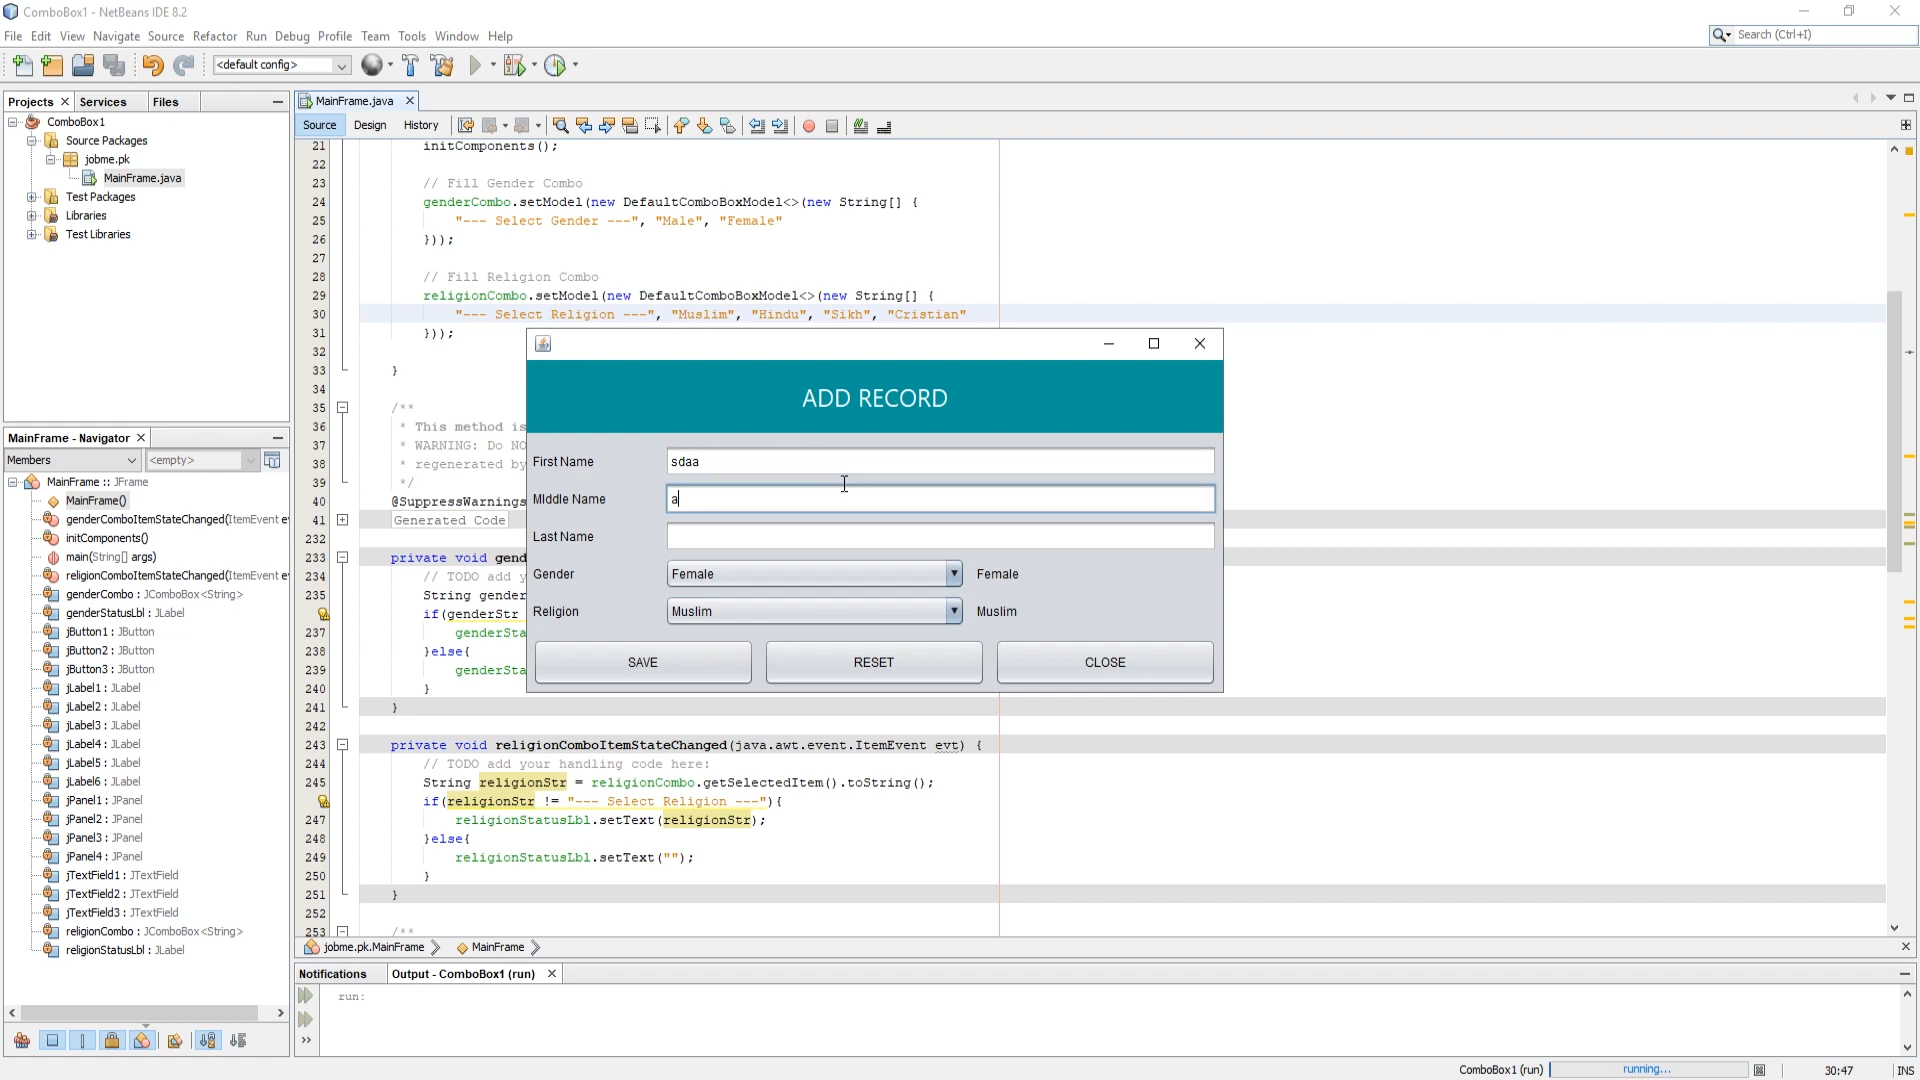 ComboBox1 - NetBeans IDE 8.2
File Edit View Navigate Source Refactor Run Debug Profile Team Tools Window Help
Search (Ctrl+I)
<default config>
Projects Services Files
MainFrame.java
ComboBox1
Source Packages
jobme.pk
MainFrame.java
Test Packages
Libraries
Test Libraries
Source Design History
21 initComponents();
22
23 // Fill Gender Combo
24 genderCombo.setModel(new DefaultComboBoxModel<>(new String[] {
25 "--- Select Gender ---", "Male", "Female"
26 }));
27
28 // Fill Religion Combo
29 religionCombo.setModel(new DefaultComboBoxModel<>(new String[] {
30 "--- Select Religion ---", "Muslim", "Hindu", "Sikh", "Cristian"
31 }));
32
33 }
34
35 /**
36 * This method is
37 * WARNING: Do NO
38 * regenerated by
39 */
40 @SuppressWarnings
41 Generated Code
232
233 private void gend
234 // TODO add y
235 String gender
if(genderStr
237 genderSta
238 }else{
239 genderSta
240 }
241 }
242
243 private void religionComboItemStateChanged(java.awt.event.ItemEvent evt) {
244 // TODO add your handling code here:
245 String religionStr = religionCombo.getSelectedItem().toString();
if(religionStr != "--- Select Religion ---"){
247 religionStatusLbl.setText(religionStr);
248 }else{
249 religionStatusLbl.setText("");
250 }
251 }
252
253 /**
ADD RECORD
First Name sdaa
MIddle Name a
Last Name
Gender Female Female
Religion Muslim Muslim
SAVE RESET CLOSE
MainFrame - Navigator
Members <empty>
MainFrame :: JFrame
MainFrame()
genderComboItemStateChanged(ItemEvent e
initComponents()
main(String[] args)
religionComboItemStateChanged(ItemEvent e
genderCombo : JComboBox<String>
genderStatusLbl : JLabel
jButton1 : JButton
jButton2 : JButton
jButton3 : JButton
jLabel1 : JLabel
jLabel2 : JLabel
jLabel3 : JLabel
jLabel4 : JLabel
jLabel5 : JLabel
jLabel6 : JLabel
jPanel1 : JPanel
jPanel2 : JPanel
jPanel3 : JPanel
jPanel4 : JPanel
jTextField1 : JTextField
jTextField2 : JTextField
jTextField3 : JTextField
religionCombo : JComboBox<String>
religionStatusLbl : JLabel
jobme.pk.MainFrame MainFrame
Notifications Output - ComboBox1 (run)
run:
ComboBox1 (run) running... 30:47 INS